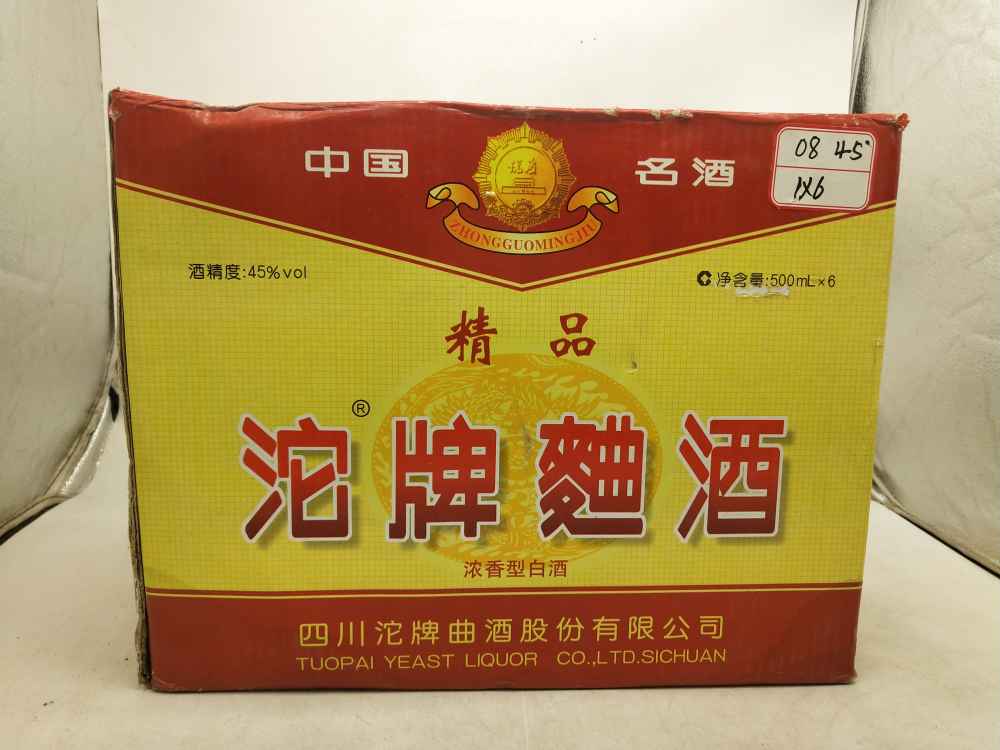 中国 名酒
08 45°
1X6
ZHONGGUOMINGJIU
酒精度:45%vol
净含量:500mL×6
精品
沱®牌麯酒
浓香型白酒
四川沱牌曲酒股份有限公司
TUOPAI YEAST LIQUOR CO.,LTD.SICHUAN